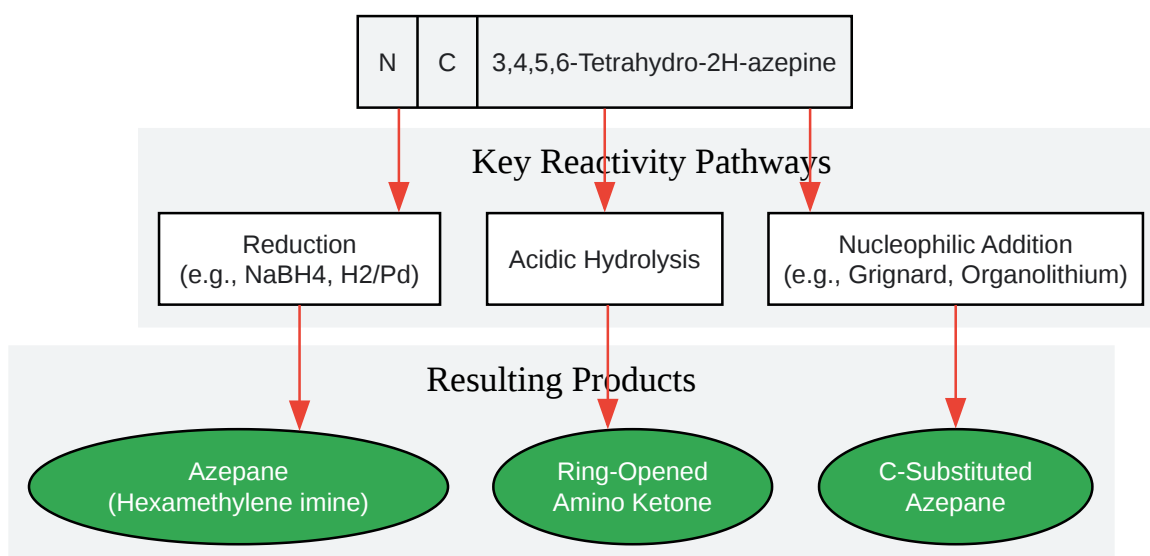 N
C
3,4,5,6-Tetrahydro-2H-azepine
Key Reactivity Pathways
Reduction
(e.g., NaBH4, H2/Pd)
Acidic Hydrolysis
Nucleophilic Addition
(e.g., Grignard, Organolithium)
Resulting Products
Azepane
(Hexamethylene imine)
Ring-Opened
Amino Ketone
C-Substituted
Azepane